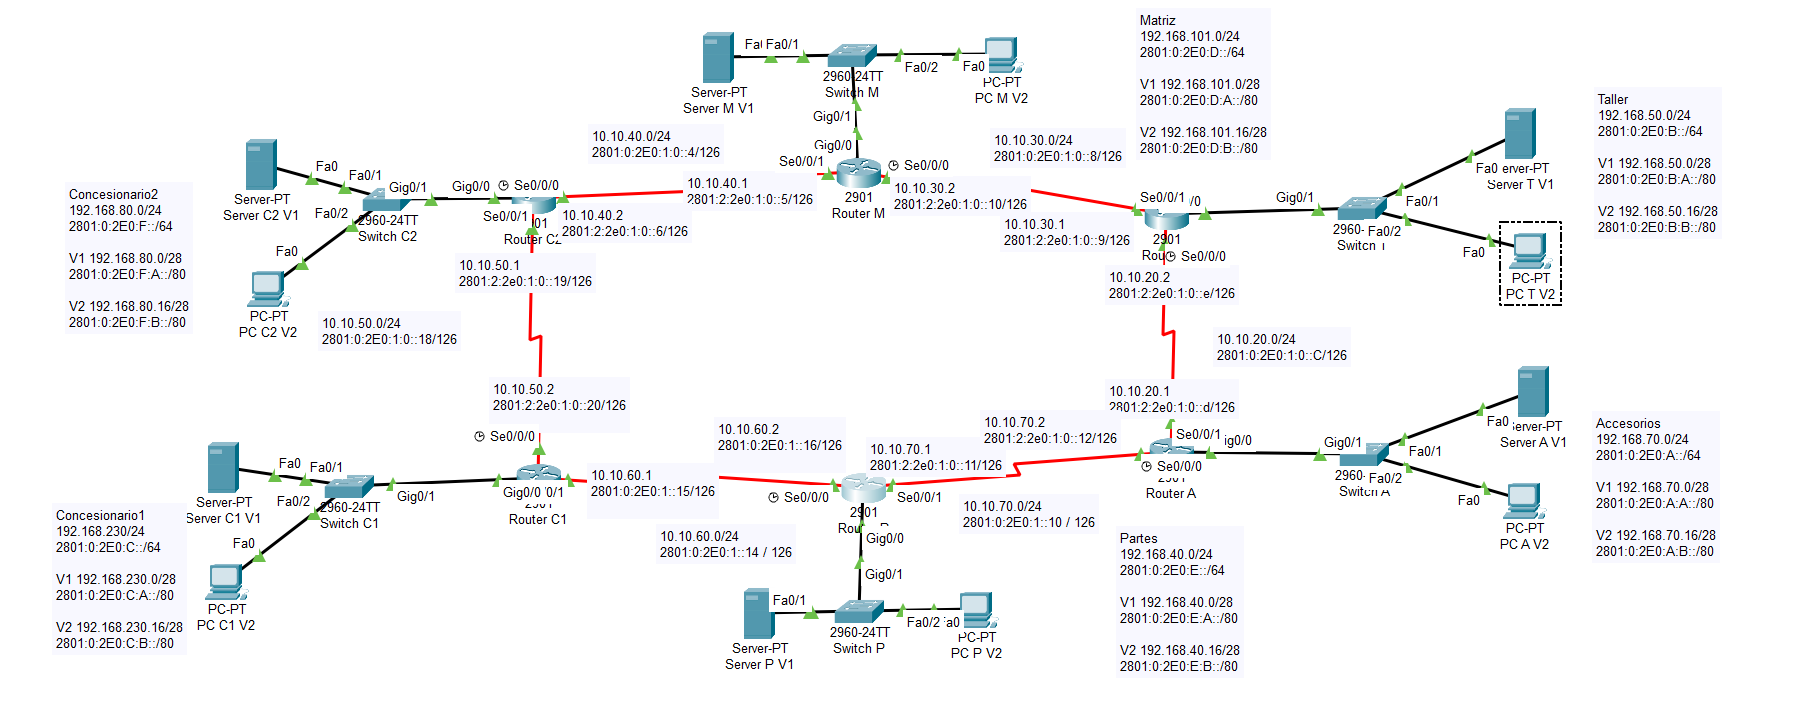 Matriz
192.168.101.0/24
2801:0:2E0:D::/64
V1 192.168.101.0/28
2801:0:2E0:D:A::/80
V2 192.168.101.16/28
2801:0:2E0:D:B::/80
Fa0/1
Fa0/2
Fa0
Server-PT
Server M V1
2960-24TT
Switch M
PC-PT
PC M V2
Gig0/1
Gig0/0
Se0/0/1
Se0/0/0
2901
Router M
10.10.40.0/24
2801:0:2E0:1:0::4/126
10.10.30.0/24
2801:0:2E0:1:0::8/126
10.10.40.1
2801:2:2e0:1:0::5/126
10.10.30.2
2801:2:2e0:1:0::10/126
10.10.40.2
2801:2:2e0:1:0::6/126
10.10.30.1
2801:2:2e0:1:0::9/126
Taller
192.168.50.0/24
2801:0:2E0:B::/64
V1 192.168.50.0/28
2801:0:2E0:B:A::/80
V2 192.168.50.16/28
2801:0:2E0:B:B::/80
Fa0
erver-PT
Server T V1
Gig0/1
Fa0/1
Fa0/2
2960-
Switch
Fa0
PC-PT
PC T V2
Se0/0/1
/0
2901
Rou
Se0/0/0
10.10.20.2
2801:2:2e0:1:0::e/126
10.10.20.0/24
2801:0:2E0:1:0::C/126
10.10.20.1
2801:2:2e0:1:0::d/126
Concesionario2
192.168.80.0/24
2801:0:2E0:F::/64
V1 192.168.80.0/28
2801:0:2E0:F:A::/80
V2 192.168.80.16/28
2801:0:2E0:F:B::/80
Fa0
Fa0/1
Server-PT
Server C2 V1
Fa0/2
Gig0/1
Gig0/0
Se0/0/0
Se0/0/1
2960-24TT
Switch C2
01
Router C2
Fa0
PC-PT
PC C2 V2
10.10.50.1
2801:2:2e0:1:0::19/126
10.10.50.0/24
2801:0:2E0:1:0::18/126
10.10.50.2
2801:2:2e0:1:0::20/126
Se0/0/0
Fa0
Fa0/1
Fa0/2
Server-PT
Server C1 V1
2960-24TT
Switch C1
Gig0/1
Gig0/0
0/1
2901
Router C1
Concesionario1
192.168.230/24
2801:0:2E0:C::/64
V1 192.168.230.0/28
2801:0:2E0:C:A::/80
V2 192.168.230.16/28
2801:0:2E0:C:B::/80
Fa0
PC-PT
PC C1 V2
10.10.60.1
2801:0:2E0:1::15/126
10.10.60.2
2801:0:2E0:1::16/126
10.10.60.0/24
2801:0:2E0:1::14 / 126
10.10.70.2
2801:2:2e0:1:0::12/126
10.10.70.1
2801:2:2e0:1:0::11/126
10.10.70.0/24
2801:0:2E0:1::10 / 126
Se0/0/0
Se0/0/1
2901
Gig0/0
Gig0/1
Fa0/1
Fa0/2
Server-PT
Server P V1
2960-24TT
Switch P
PC-PT
PC P V2
Partes
192.168.40.0/24
2801:0:2E0:E::/64
V1 192.168.40.0/28
2801:0:2E0:E:A::/80
V2 192.168.40.16/28
2801:0:2E0:E:B::/80
Se0/0/1
ig0/0
Se0/0/0
Router A
Gig0/1
Fa0/1
Fa0/2
2960-
Switch A
Fa0
Server A V1
Fa0
PC-PT
PC A V2
Accesorios
192.168.70.0/24
2801:0:2E0:A::/64
V1 192.168.70.0/28
2801:0:2E0:A:A::/80
V2 192.168.70.16/28
2801:0:2E0:A:B::/80